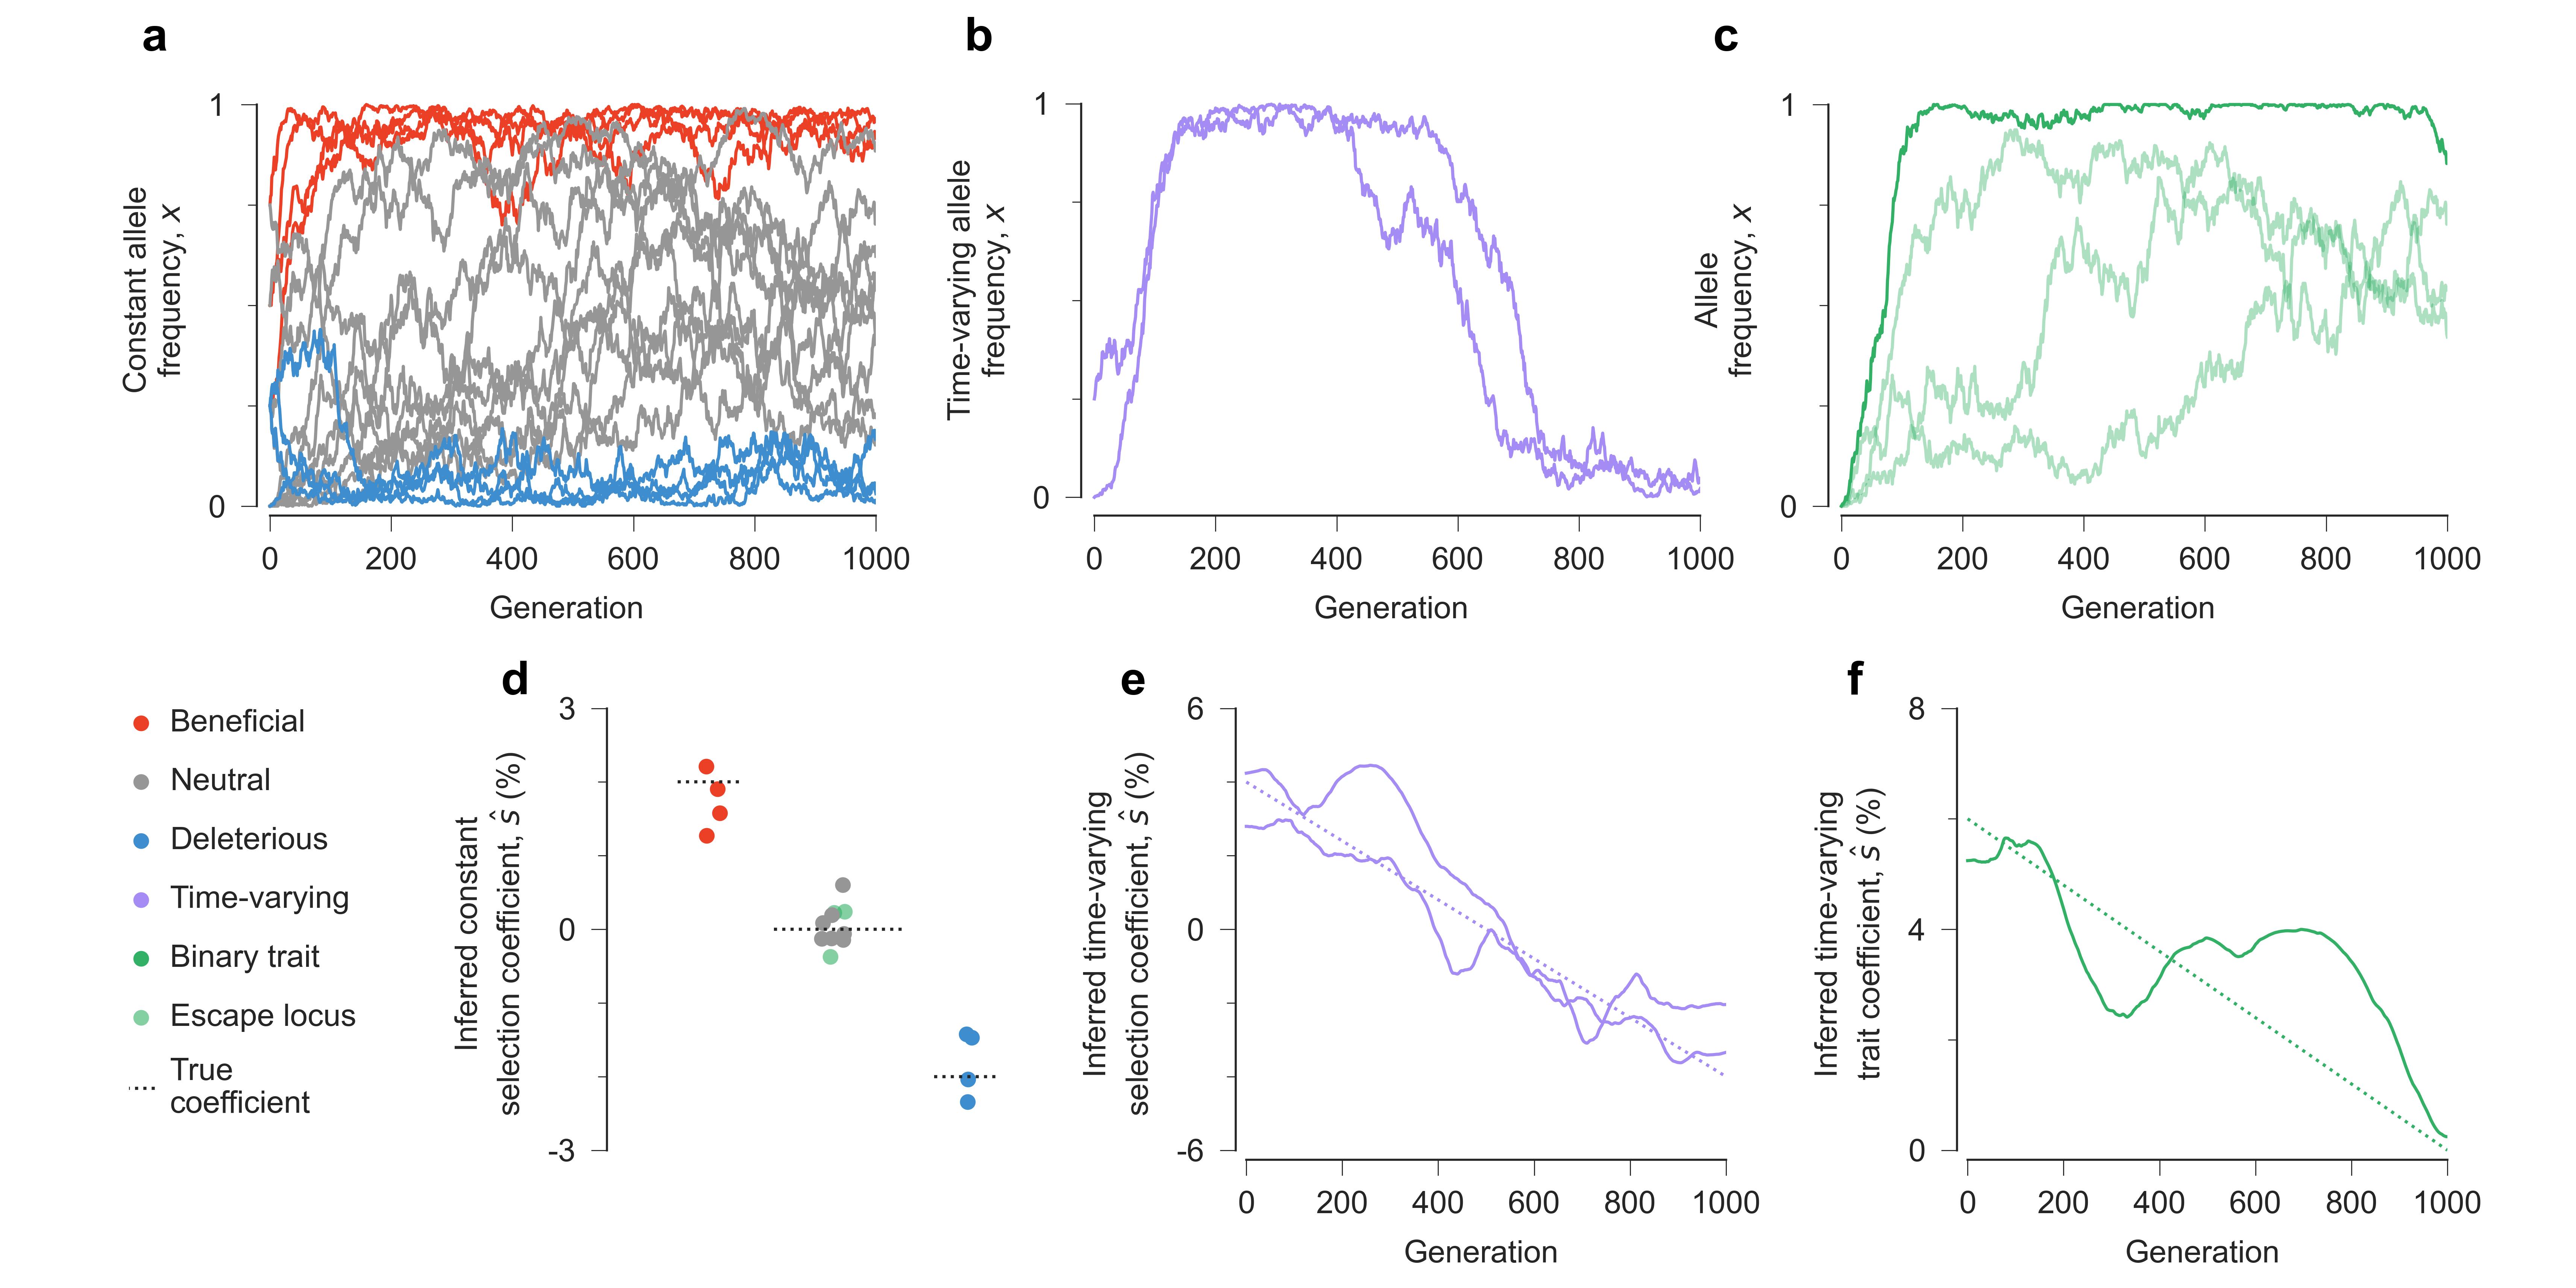 a
Constant allele
frequency, x
1
0
0 200 400 600 800 1000
Generation
b
Time-varying allele
frequency, x
1
0
0 200 400 600 800 1000
Generation
c
Allele
frequency, x
1
0
0 200 400 600 800 1000
Generation
Beneficial
Neutral
Deleterious
Time-varying
Binary trait
Escape locus
True
coefficient
d
Inferred constant
selection coefficient, ŝ (%)
3
0
-3
e
Inferred time-varying
selection coefficient, ŝ (%)
6
0
-6
0 200 400 600 800 1000
Generation
f
Inferred time-varying
trait coefficient, ŝ (%)
8
4
0
0 200 400 600 800 1000
Generation